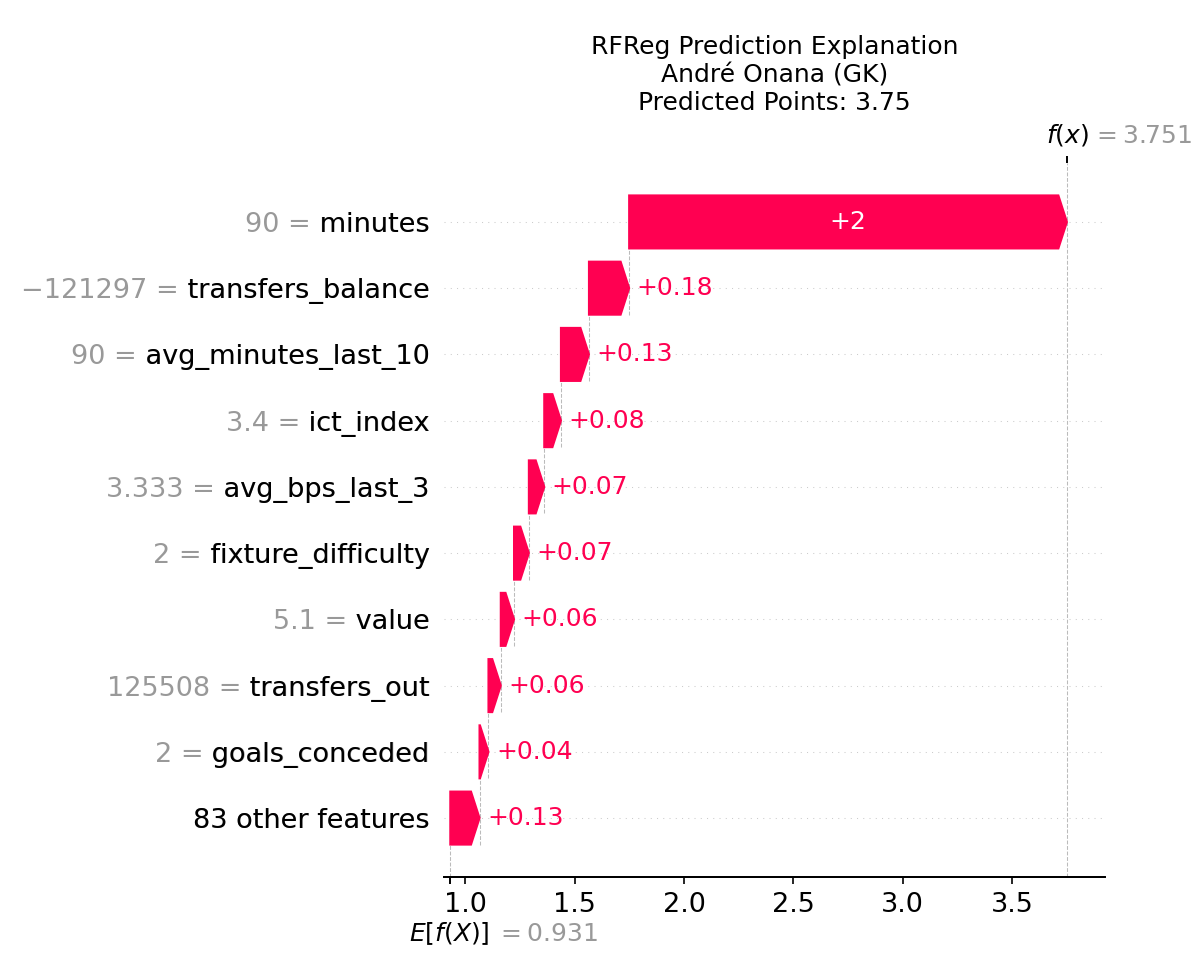 RFReg Prediction Explanation
André Onana (GK)
Predicted Points: 3.75
f(x) = 3.751
90 = minutes
+2
−121297 = transfers_balance
+0.18
90 = avg_minutes_last_10
+0.13
3.4 = ict_index
+0.08
3.333 = avg_bps_last_3
+0.07
2 = fixture_difficulty
+0.07
5.1 = value
+0.06
125508 = transfers_out
+0.06
2 = goals_conceded
+0.04
83 other features
+0.13
1.0 1.5 2.0 2.5 3.0 3.5
E[f(X)] = 0.931